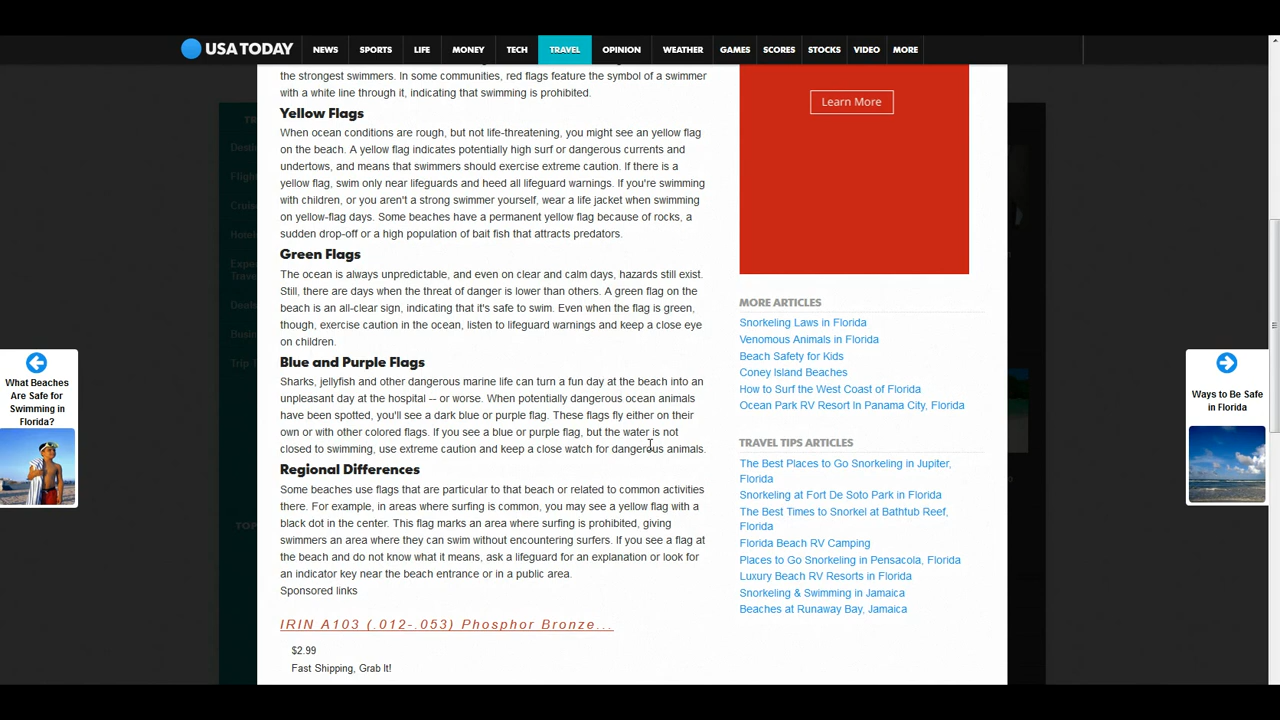 USA TODAY NEWS SPORTS LIFE MONEY TECH TRAVEL OPINION WEATHER GAMES SCORES STOCKS VIDEO MORE
the strongest swimmers. In some communities, red flags feature the symbol of a swimmer
with a white line through it, indicating that swimming is prohibited.
Yellow Flags
When ocean conditions are rough, but not life-threatening, you might see an yellow flag
on the beach. A yellow flag indicates potentially high surf or dangerous currents and
undertows, and means that swimmers should exercise extreme caution. If there is a
yellow flag, swim only near lifeguards and heed all lifeguard warnings. If you're swimming
with children, or you aren't a strong swimmer yourself, wear a life jacket when swimming
on yellow-flag days. Some beaches have a permanent yellow flag because of rocks, a
sudden drop-off or a high population of bait fish that attracts predators.
Green Flags
The ocean is always unpredictable, and even on clear and calm days, hazards still exist.
Still, there are days when the threat of danger is lower than others. A green flag on the
beach is an all-clear sign, indicating that it's safe to swim. Even when the flag is green,
though, exercise caution in the ocean, listen to lifeguard warnings and keep a close eye
on children.
Blue and Purple Flags
Sharks, jellyfish and other dangerous marine life can turn a fun day at the beach into an
unpleasant day at the hospital -- or worse. When potentially dangerous ocean animals
have been spotted, you'll see a dark blue or purple flag. These flags fly either on their
own or with other colored flags. If you see a blue or purple flag, but the water is not
closed to swimming, use extreme caution and keep a close watch for dangerous animals.
Regional Differences
Some beaches use flags that are particular to that beach or related to common activities
there. For example, in areas where surfing is common, you may see a yellow flag with a
black dot in the center. This flag marks an area where surfing is prohibited, giving
swimmers an area where they can swim without encountering surfers. If you see a flag at
the beach and do not know what it means, ask a lifeguard for an explanation or look for
an indicator key near the beach entrance or in a public area.
Sponsored links
IRIN A103 (.012-.053) Phosphor Bronze...
$2.99
Fast Shipping, Grab It!
Learn More
MORE ARTICLES
Snorkeling Laws in Florida
Venomous Animals in Florida
Beach Safety for Kids
Coney Island Beaches
How to Surf the West Coast of Florida
Ocean Park RV Resort In Panama City, Florida
TRAVEL TIPS ARTICLES
The Best Places to Go Snorkeling in Jupiter,
Florida
Snorkeling at Fort De Soto Park in Florida
The Best Times to Snorkel at Bathtub Reef,
Florida
Florida Beach RV Camping
Places to Go Snorkeling in Pensacola, Florida
Luxury Beach RV Resorts in Florida
Snorkeling & Swimming in Jamaica
Beaches at Runaway Bay, Jamaica
What Beaches
Are Safe for
Swimming in
Florida?
Ways to Be Safe
in Florida